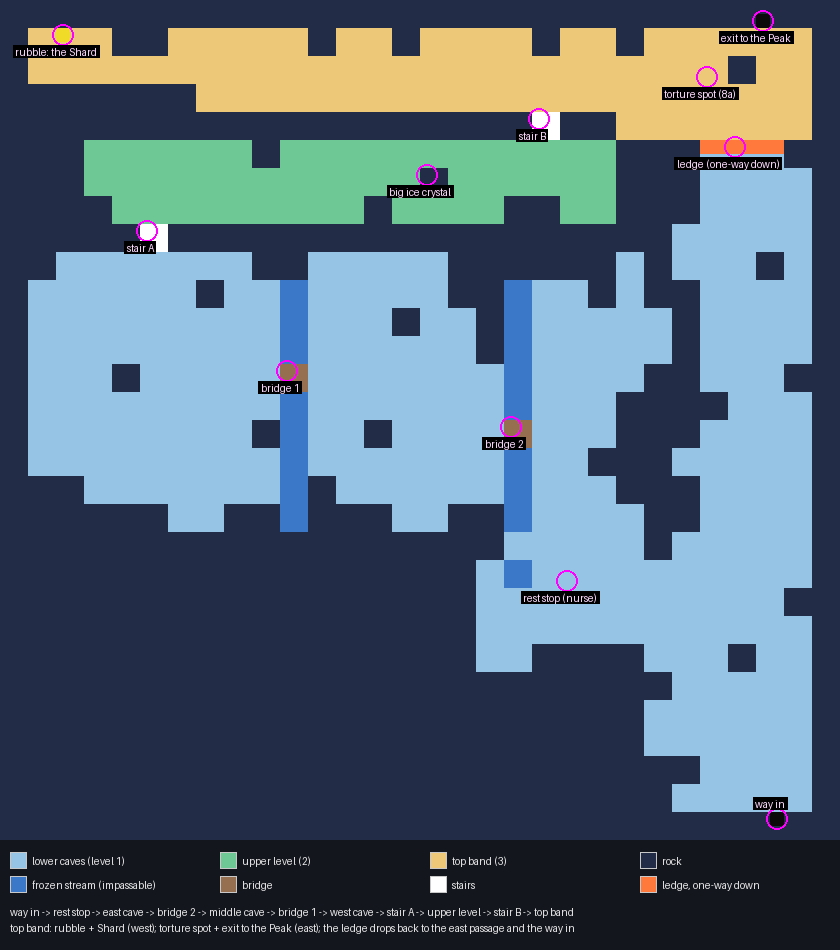 exit to the Peak
rubble: the Shard
torture spot (8a)
stair B
ledge (one-way down)
big ice crystal
stair A
bridge 1
bridge 2
rest stop (nurse)
way in
lower caves (level 1)
upper level (2)
top band (3)
rock
frozen stream (impassable)
bridge
stairs
ledge, one-way down
way in -> rest stop -> east cave -> bridge 2 -> middle cave -> bridge 1 -> west cave -> stair A -> upper level -> stair B -> top band
top band: rubble + Shard (west); torture spot + exit to the Peak (east); the ledge drops back to the east passage and the way in